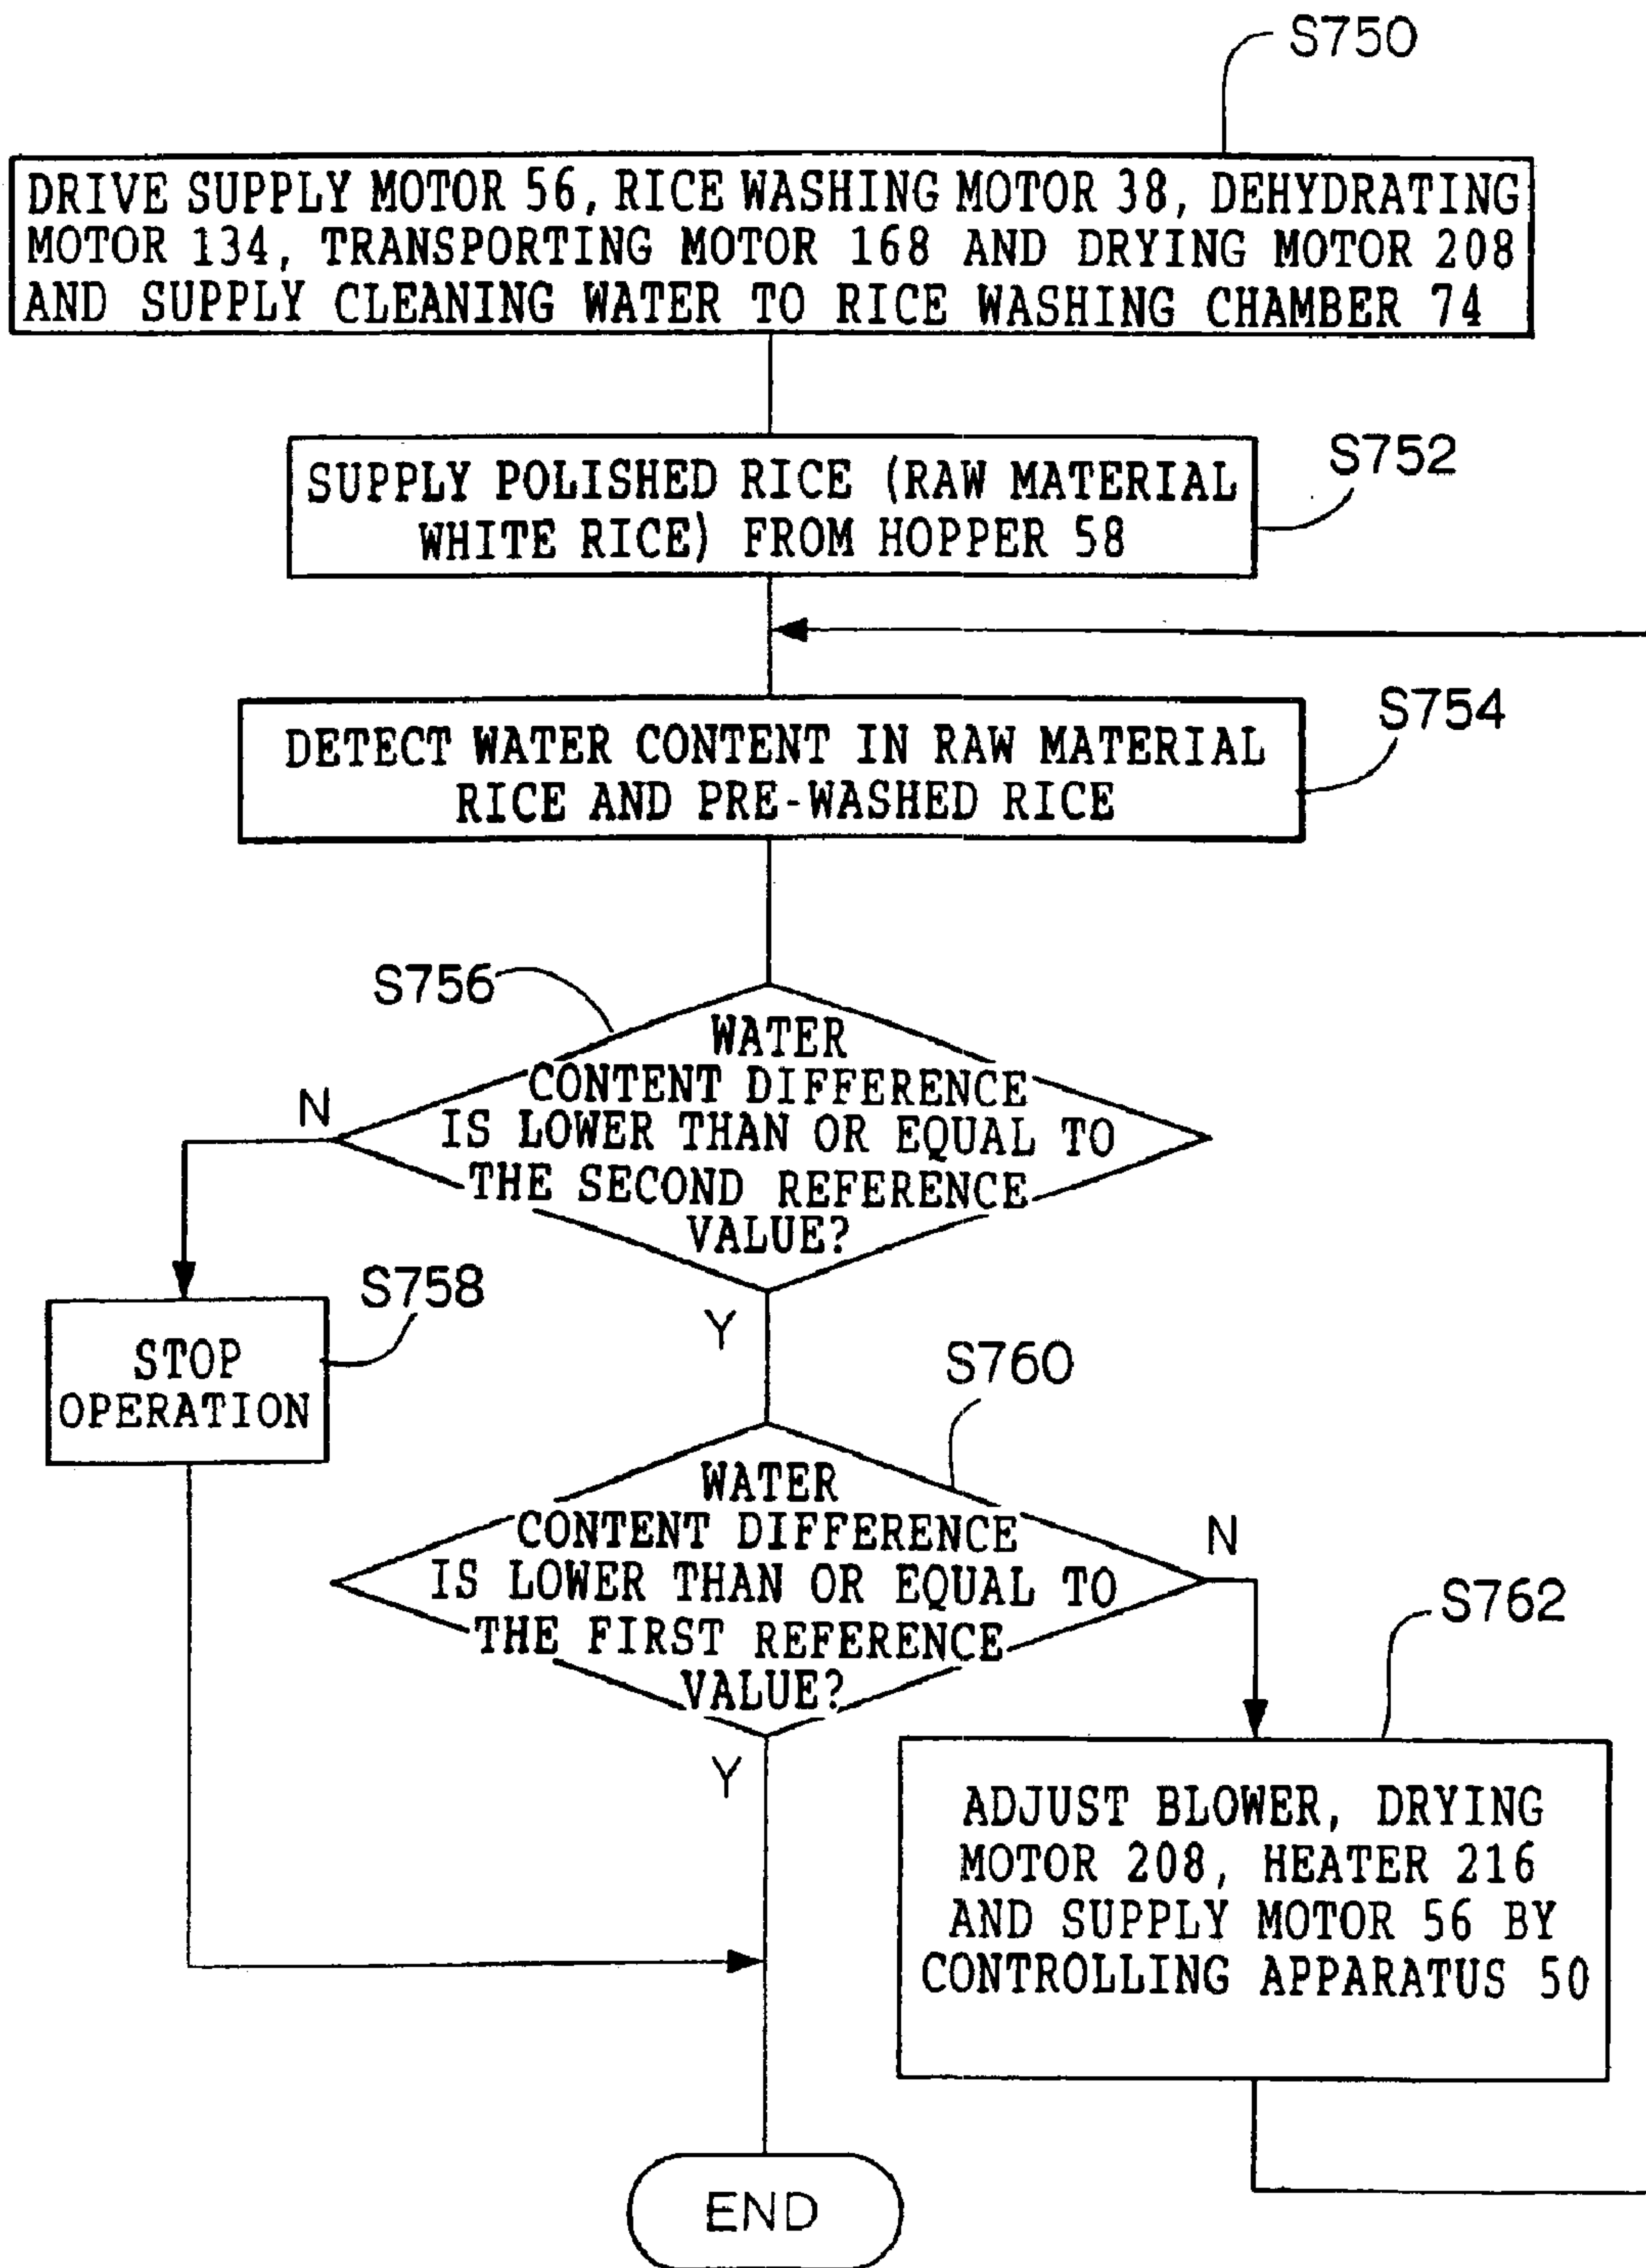 S750
DRIVE SUPPLY MOTOR 56, RICE WASHING MOTOR 38, DEHYDRATING
MOTOR 134, TRANSPORTING MOTOR 168 AND DRYING MOTOR 208
AND SUPPLY CLEANING WATER TO RICE WASHING CHAMBER 74
S752
SUPPLY POLISHED RICE (RAW MATERIAL
WHITE RICE) FROM HOPPER 58
S754
DETECT WATER CONTENT IN RAW MATERIAL
RICE AND PRE-WASHED RICE
S756
WATER
CONTENT DIFFERENCE
IS LOWER THAN OR EQUAL TO
THE SECOND REFERENCE
VALUE?
N
Y
S758
STOP
OPERATION
S760
WATER
CONTENT DIFFERENCE
IS LOWER THAN OR EQUAL TO
THE FIRST REFERENCE
VALUE?
N
Y
S762
ADJUST BLOWER, DRYING
MOTOR 208, HEATER 216
AND SUPPLY MOTOR 56 BY
CONTROLLING APPARATUS 50
END